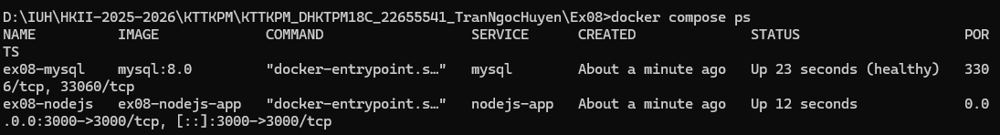 D:\IUH\HKII-2025-2026\KTTKPM\KTTKPM_DHKTPM18C_22655541_TranNgocHuyen\Ex08>docker compose ps
NAME          IMAGE             COMMAND                  SERVICE      CREATED              STATUS                    POR
TS
ex08-mysql    mysql:8.0         "docker-entrypoint.s…"   mysql        About a minute ago   Up 23 seconds (healthy)   330
6/tcp, 33060/tcp
ex08-nodejs   ex08-nodejs-app   "docker-entrypoint.s…"   nodejs-app   About a minute ago   Up 12 seconds             0.0
.0.0:3000->3000/tcp, [::]:3000->3000/tcp